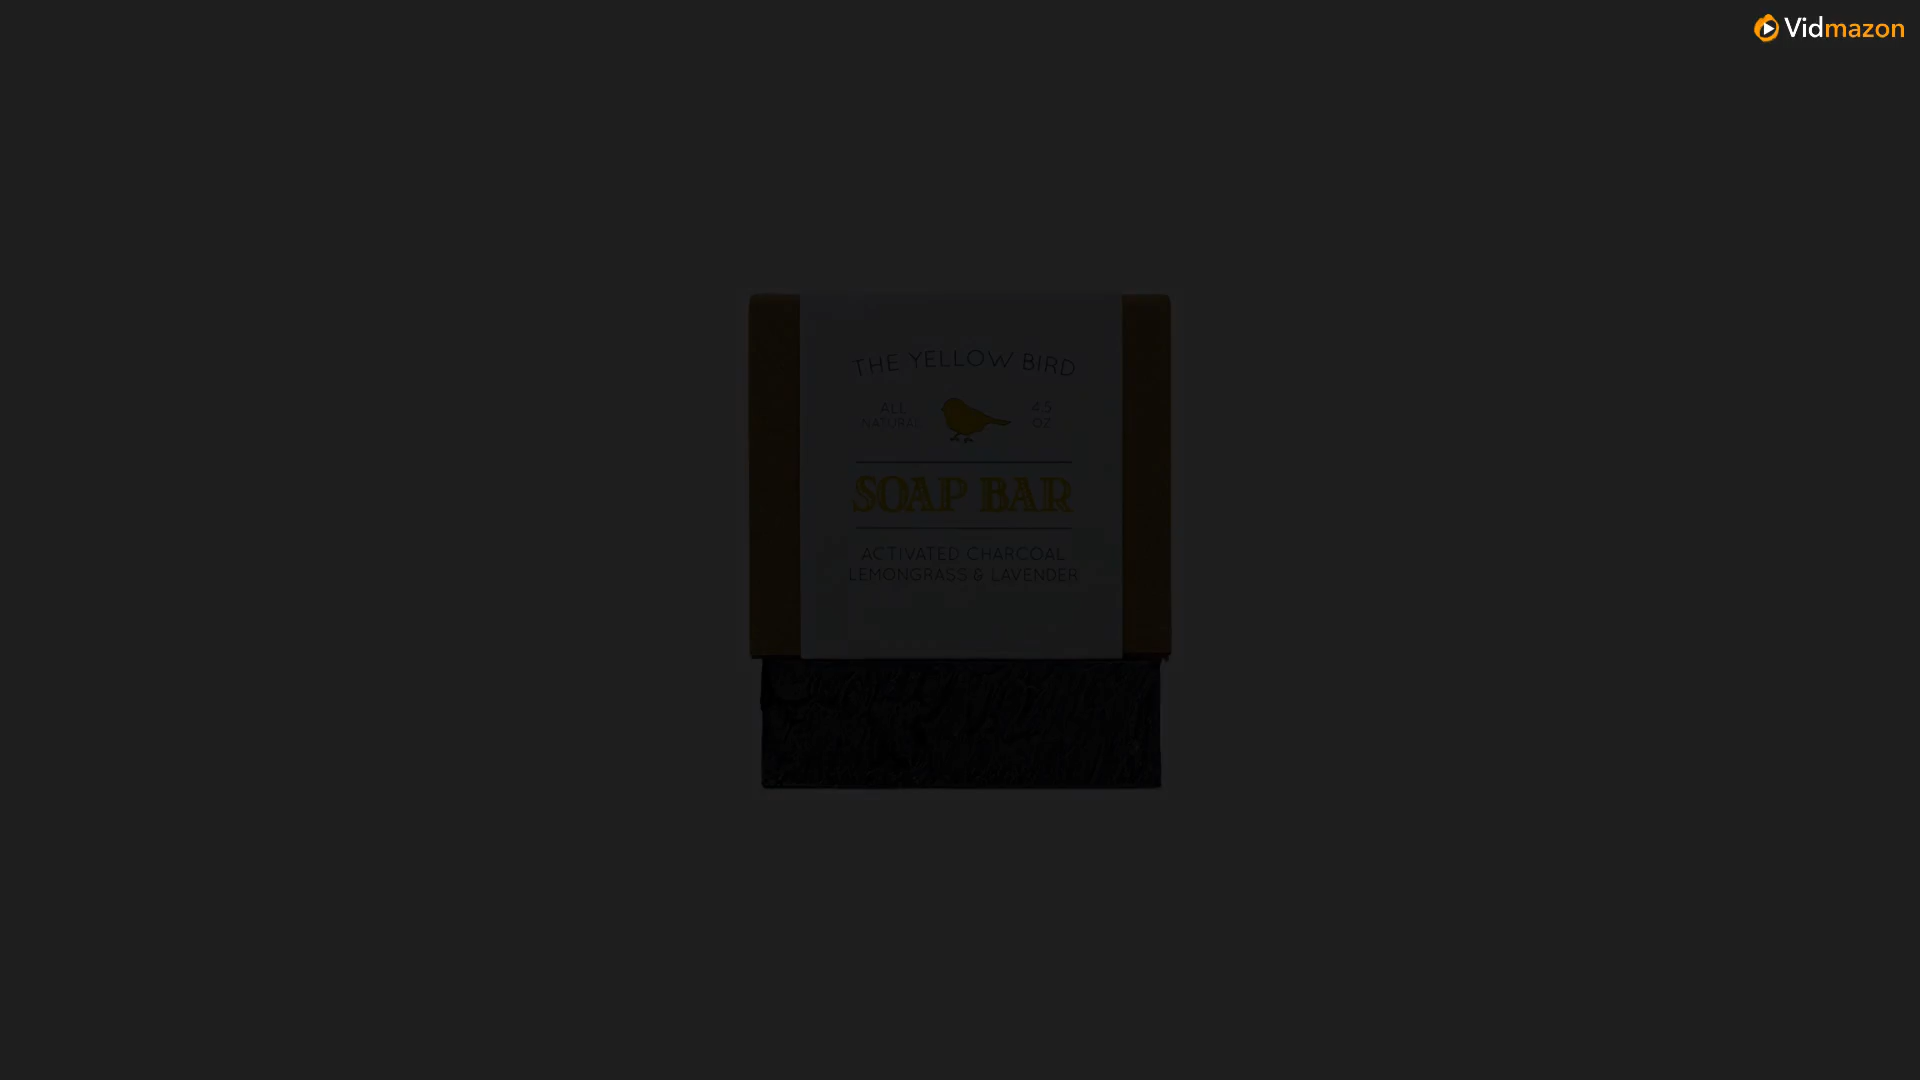 Vidmazon
THE YELLOW BIRD
ALL
NATURAL
4.5
OZ
SOAP BAR
ACTIVATED CHARCOAL
LEMONGRASS & LAVENDER